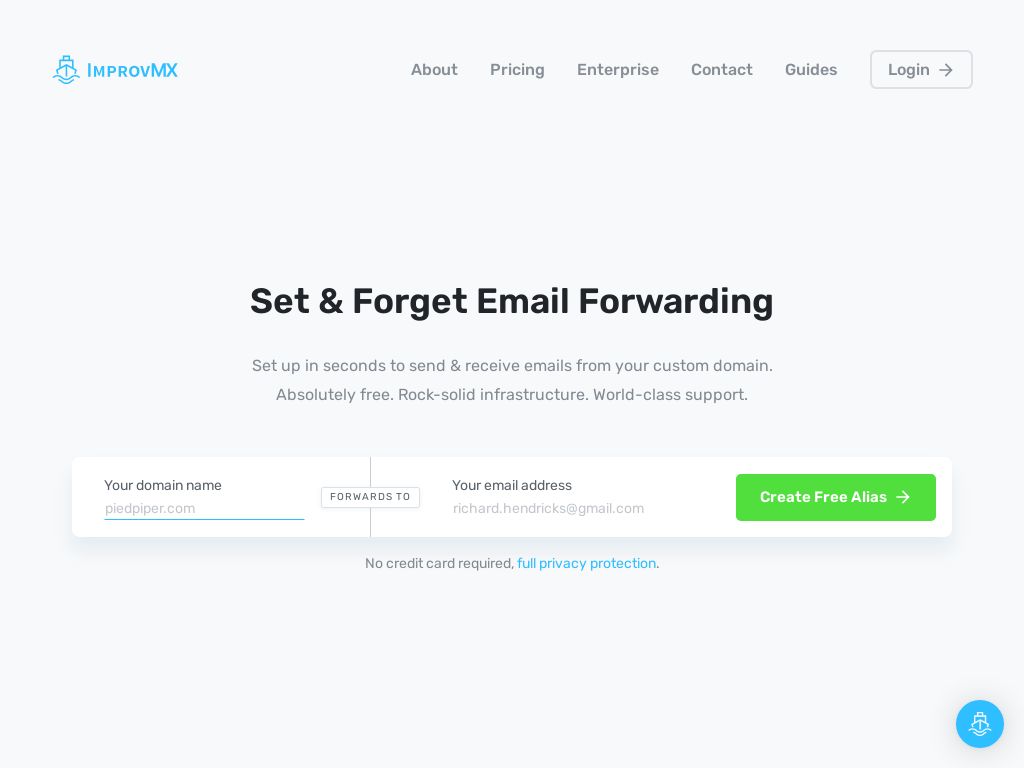 IMPROVMX
About
Pricing
Enterprise
Contact
Guides
Login
Set & Forget Email Forwarding
Set up in seconds to send & receive emails from your custom domain.
Absolutely free. Rock-solid infrastructure. World-class support.
Your domain name
piedpiper.com
FORWARDS TO
Your email address
richard.hendricks@gmail.com
Create Free Alias
No credit card required, full privacy protection.